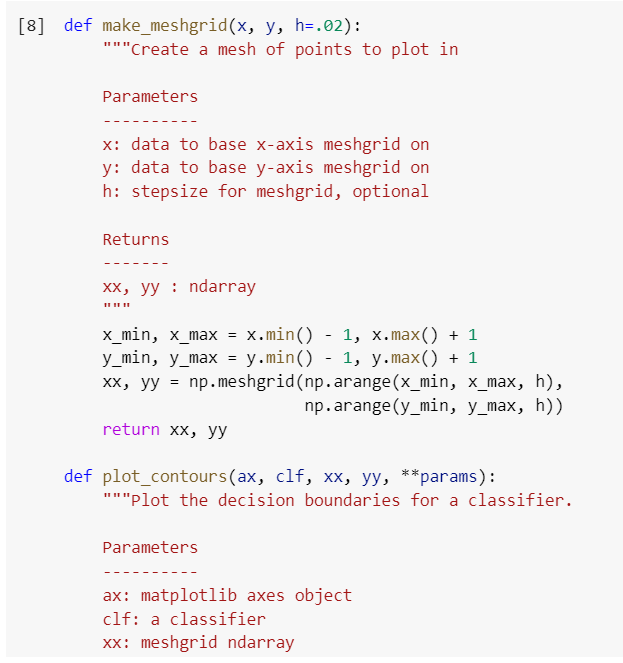 [8] def make_meshgrid(x, y, h=.02):
    """Create a mesh of points to plot in

    Parameters
    ----------
    x: data to base x-axis meshgrid on
    y: data to base y-axis meshgrid on
    h: stepsize for meshgrid, optional

    Returns
    -------
    xx, yy : ndarray
    """
    x_min, x_max = x.min() - 1, x.max() + 1
    y_min, y_max = y.min() - 1, y.max() + 1
    xx, yy = np.meshgrid(np.arange(x_min, x_max, h),
                         np.arange(y_min, y_max, h))
    return xx, yy

def plot_contours(ax, clf, xx, yy, **params):
    """Plot the decision boundaries for a classifier.

    Parameters
    ----------
    ax: matplotlib axes object
    clf: a classifier
    xx: meshgrid ndarray